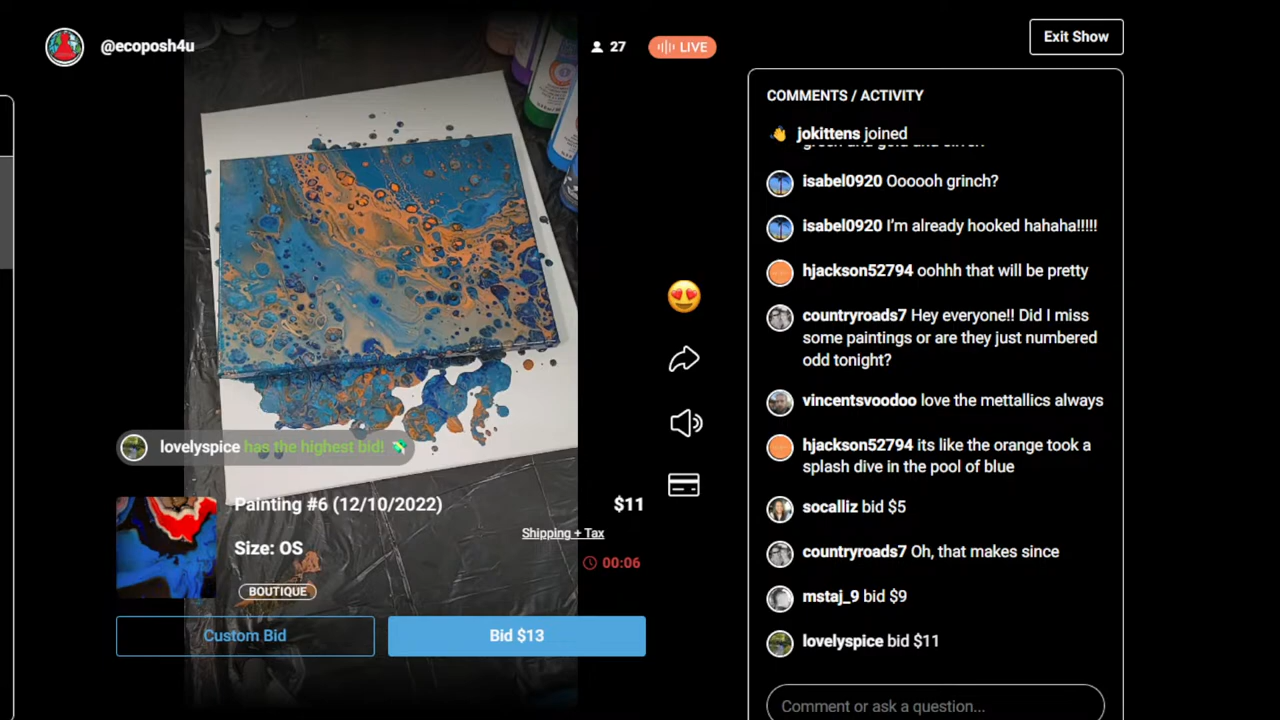 @ecoposh4u
27
LIVE
Exit Show
COMMENTS / ACTIVITY
jokittens joined
isabel0920 Oooooh grinch?
isabel0920 I'm already hooked hahaha!!!!!
hjackson52794 oohhh that will be pretty
countryroads7 Hey everyone!! Did I miss
some paintings or are they just numbered
odd tonight?
vincentsvoodoo love the mettallics always
hjackson52794 its like the orange took a
splash dive in the pool of blue
socalliz bid $5
countryroads7 Oh, that makes since
mstaj_9 bid $9
lovelyspice bid $11
Comment or ask a question...
lovelyspice has the highest bid!
Painting #6 (12/10/2022)
$11
Shipping + Tax
Size: OS
00:06
BOUTIQUE
Custom Bid
Bid $13